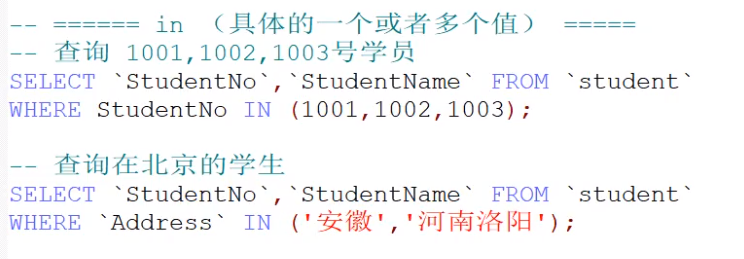 -- ====== in （具体的一个或者多个值） =====
-- 查询 1001,1002,1003号学员
SELECT `StudentNo`,`StudentName` FROM `student`
WHERE StudentNo IN (1001,1002,1003);
-- 查询在北京的学生
SELECT `StudentNo`,`StudentName` FROM `student`
WHERE `Address` IN ('安徽','河南洛阳');